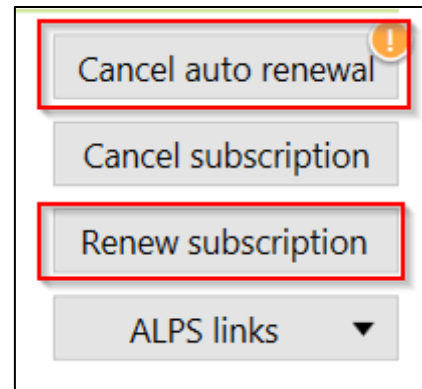 Cancel auto renewal
!
Cancel subscription
Renew subscription
ALPS links